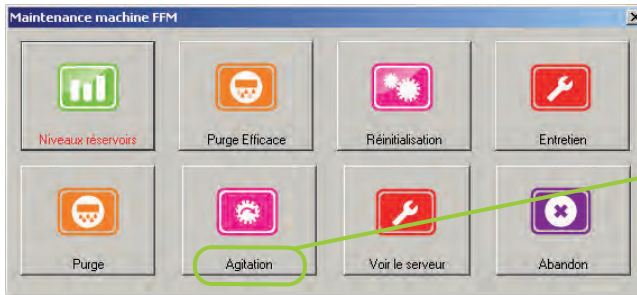 Maintenance machine FFM
Niveaux réservoirs
Purge Efficace
Réinitialisation
Entretien
Purge
Agitation
Voir le serveur
Abandon